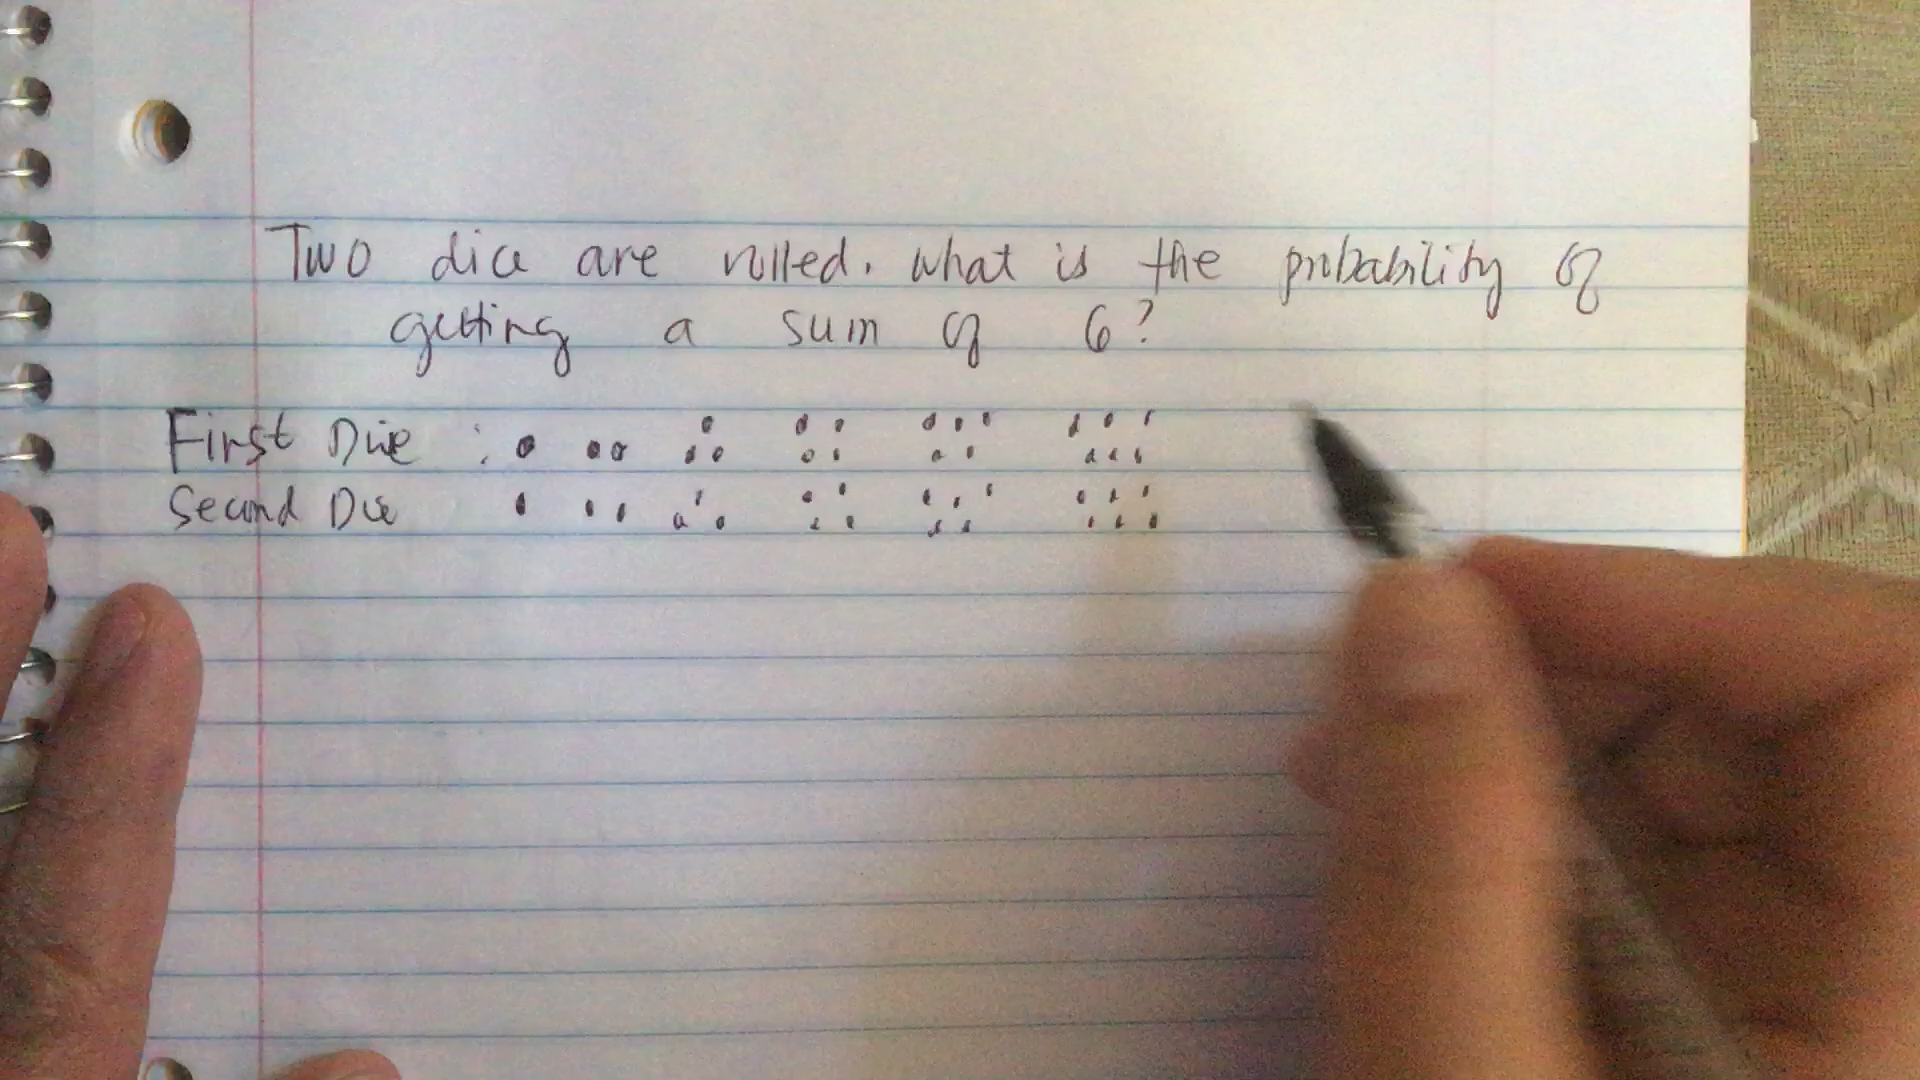 Two dice are rolled. what is the probability of
getting a sum of 6?
First Die :
Second Die